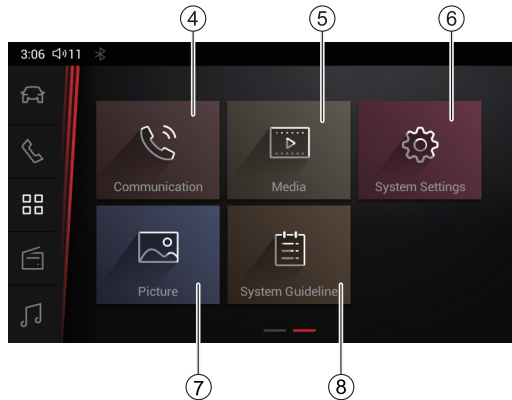 ④ ⑤ ⑥
3:06 11
Communication Media System Settings
Picture System Guideline
⑦ ⑧